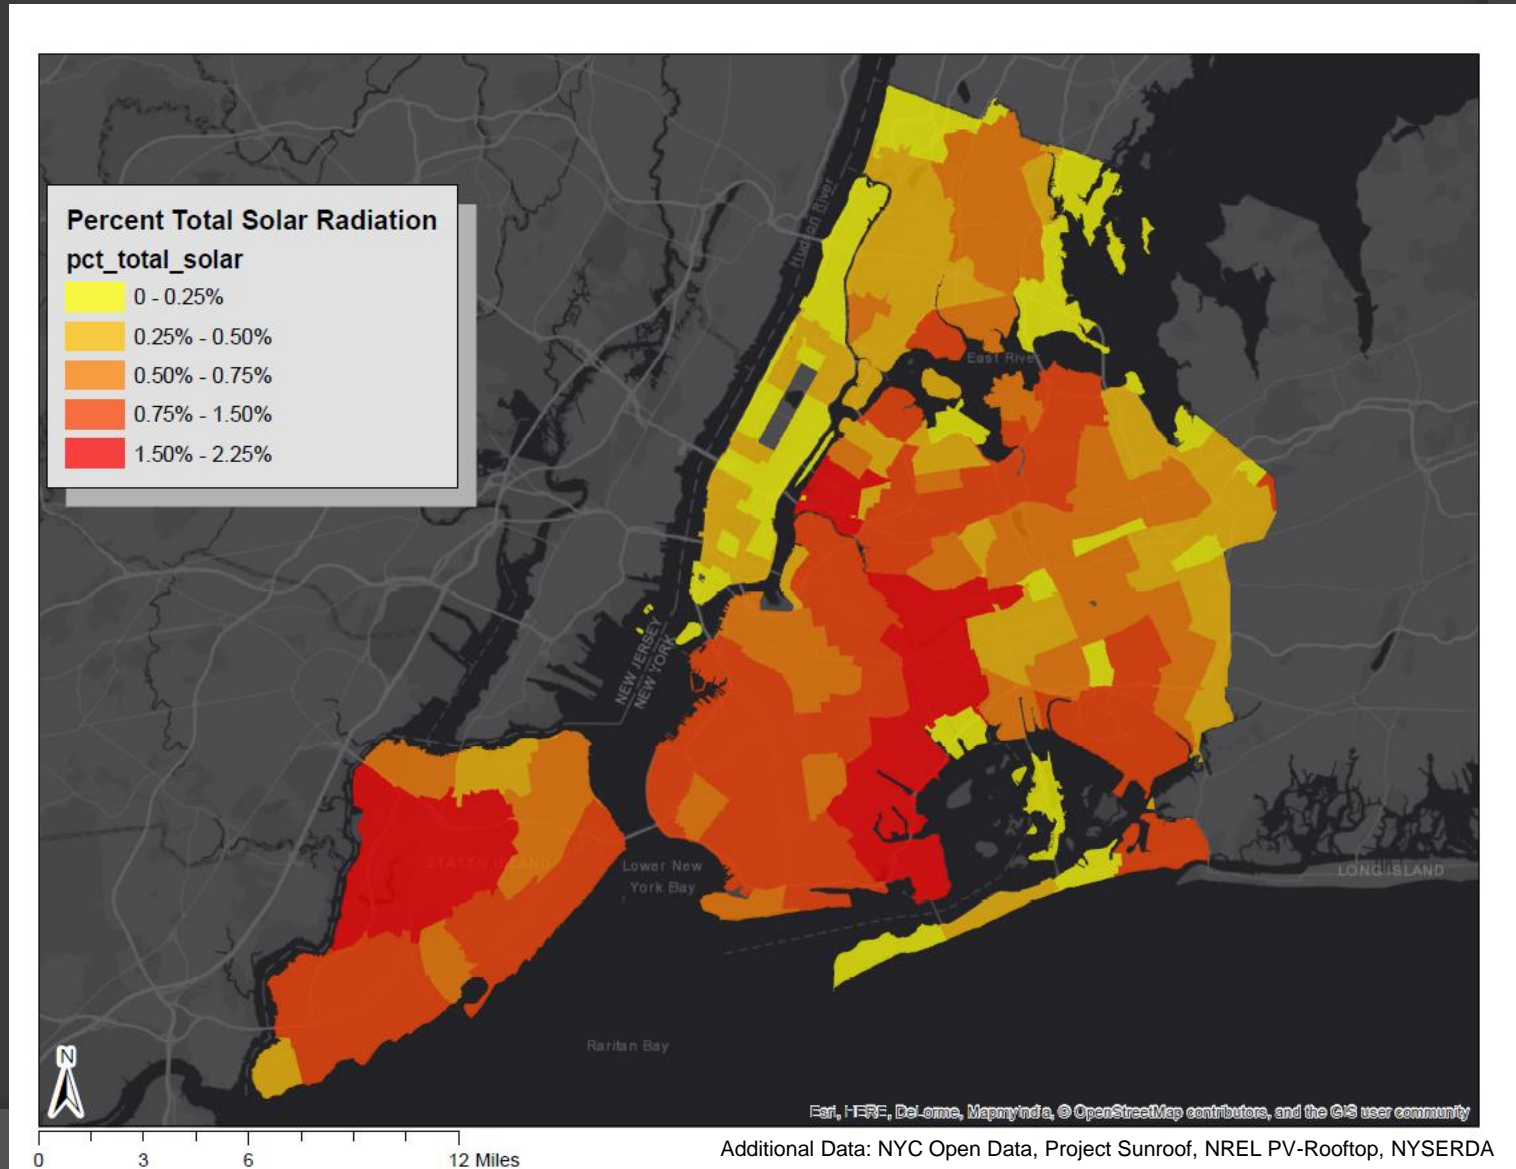 Percent Total Solar Radiation
pct_total_solar
0 - 0.25%
0.25% - 0.50%
0.50% - 0.75%
0.75% - 1.50%
1.50% - 2.25%
Hudson River
East River
NEW JERSEY
NEW YORK
STATEN ISLAND
Lower New
York Bay
LONG ISLAND
Raritan Bay
N
Esri, HERE, DeLorme, MapmyIndia, © OpenStreetMap contributors, and the GIS user community
0 3 6 12 Miles
Additional Data: NYC Open Data, Project Sunroof, NREL PV-Rooftop, NYSERDA